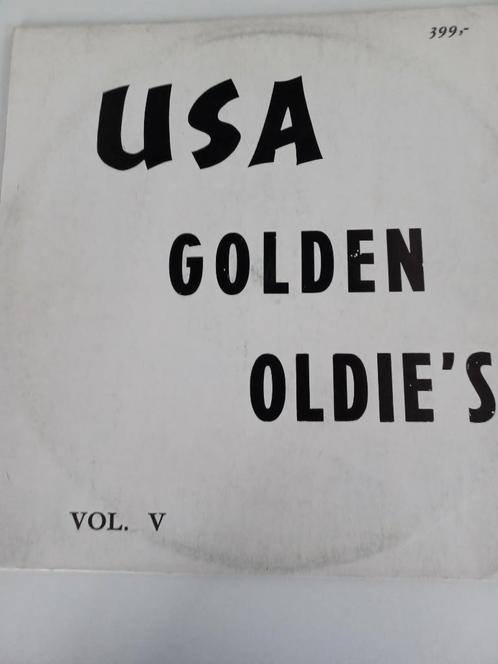 399,-
USA
GOLDEN
OLDIE'S
VOL. V